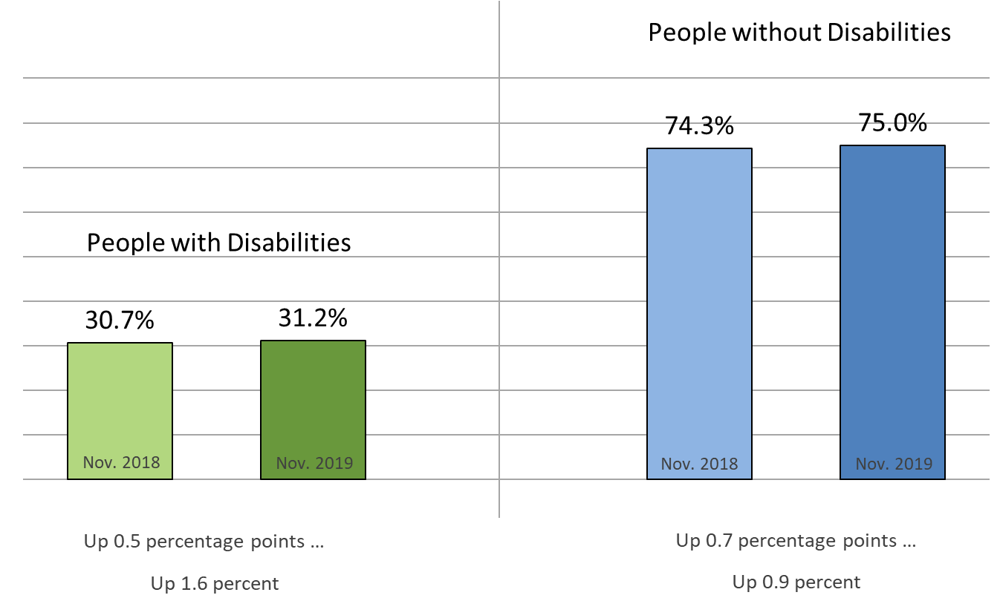 People without Disabilities
74.3%
75.0%
People with Disabilities
30.7%
31.2%
Nov. 2018
Nov. 2019
Nov. 2018
Nov. 2019
Up 0.5 percentage points …
Up 0.7 percentage points …
Up 1.6 percent
Up 0.9 percent